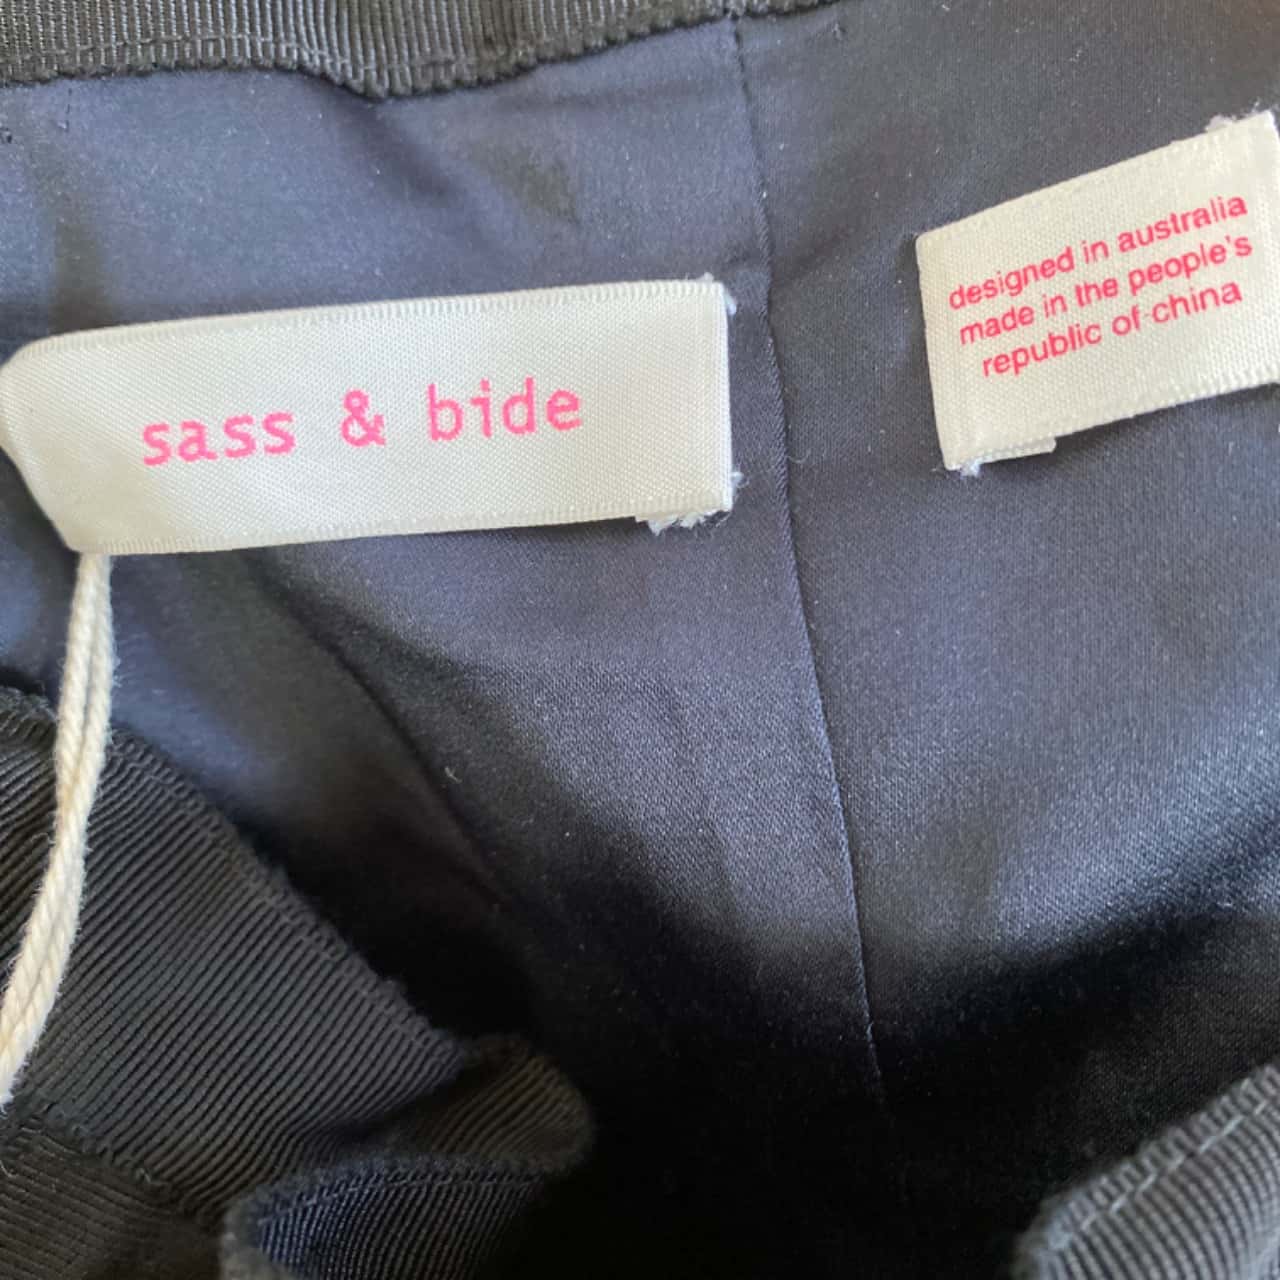 sass & bide
designed in australia
made in the people's
republic of china